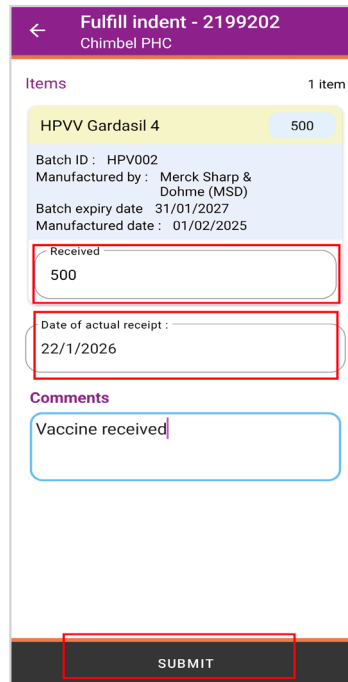 Fulfill indent - 2199202
Chimbel PHC
Items 1 item
HPVV Gardasil 4 500
Batch ID : HPV002
Manufactured by : Merck Sharp &
Dohme (MSD)
Batch expiry date 31/01/2027
Manufactured date : 01/02/2025
Received
500
Date of actual receipt :
22/1/2026
Comments
Vaccine received
SUBMIT